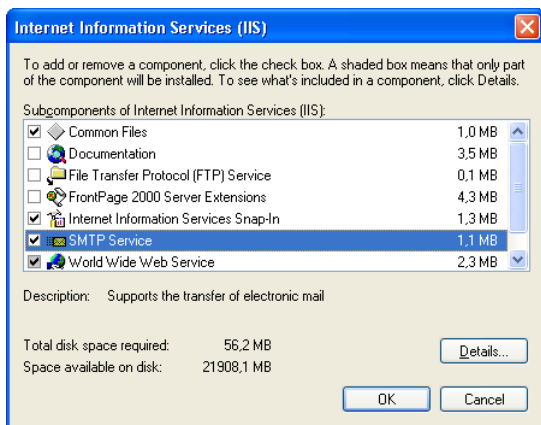 Internet Information Services (IIS)
To add or remove a component, click the check box. A shaded box means that only part
of the component will be installed. To see what's included in a component, click Details.
Subcomponents of Internet Information Services (IIS):
Common Files 1,0 MB
Documentation 3,5 MB
File Transfer Protocol (FTP) Service 0,1 MB
FrontPage 2000 Server Extensions 4,3 MB
Internet Information Services Snap-In 1,3 MB
SMTP Service 1,1 MB
World Wide Web Service 2,3 MB
Description: Supports the transfer of electronic mail
Total disk space required: 56,2 MB
Details...
Space available on disk: 21908,1 MB
OK Cancel